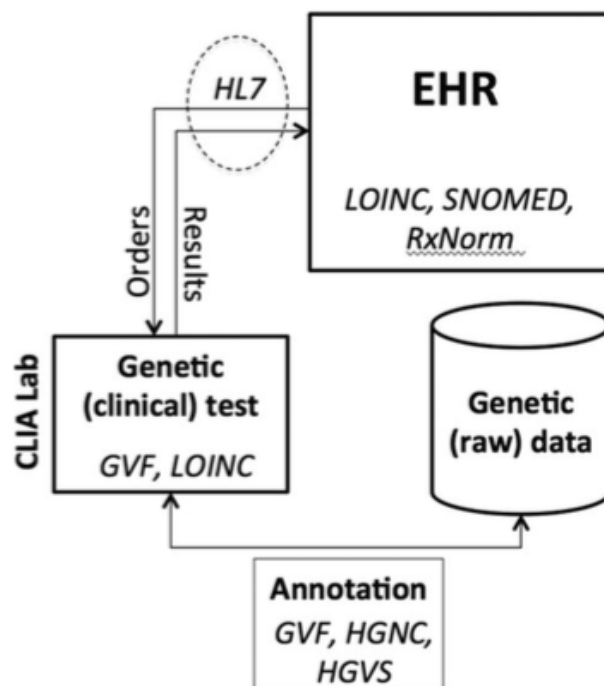 HL7
EHR
LOINC, SNOMED,
RxNorm
Orders
Results
CLIA Lab
Genetic
(clinical) test
GVF, LOINC
Genetic
(raw) data
Annotation
GVF, HGNC,
HGVS